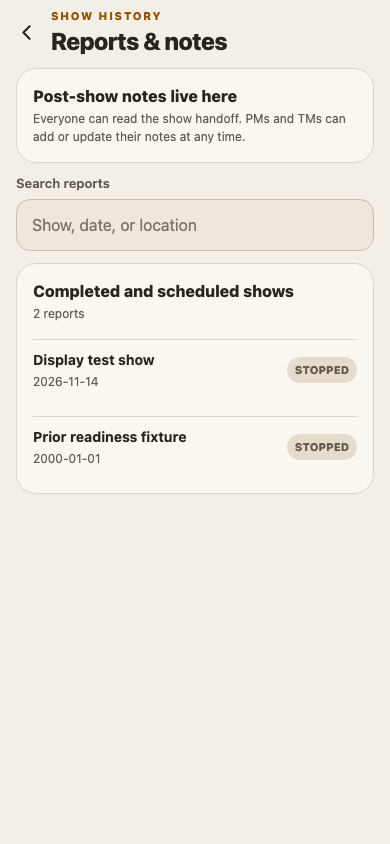 SHOW HISTORY
Reports & notes
Post-show notes live here
Everyone can read the show handoff. PMs and TMs can
add or update their notes at any time.
Search reports
Show, date, or location
Completed and scheduled shows
2 reports
Display test show
STOPPED
2026-11-14
Prior readiness fixture
STOPPED
2000-01-01